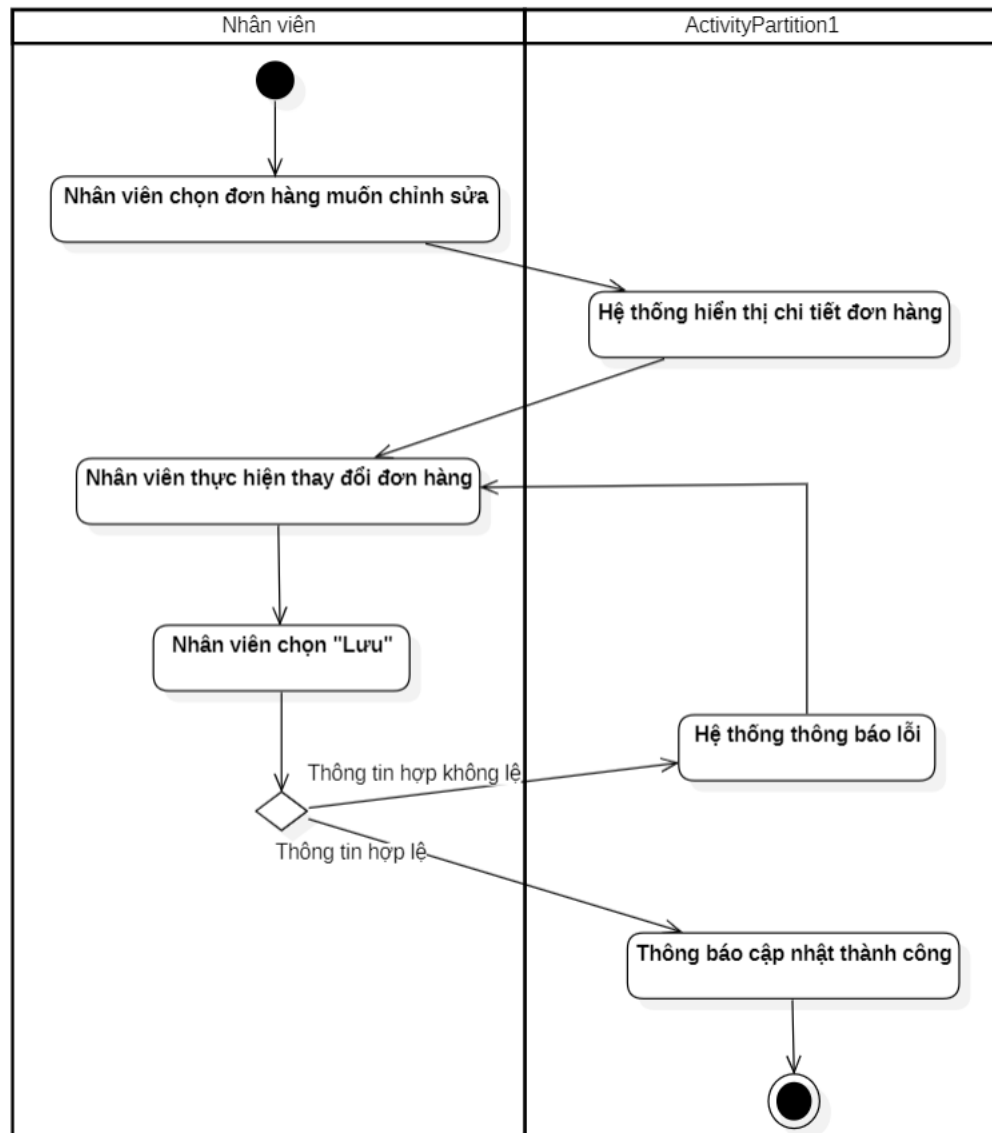 Nhân viên
ActivityPartition1
Nhân viên chọn đơn hàng muốn chỉnh sửa
Hệ thống hiển thị chi tiết đơn hàng
Nhân viên thực hiện thay đổi đơn hàng
Nhân viên chọn "Lưu"
Hệ thống thông báo lỗi
Thông tin hợp không lệ
Thông tin hợp lệ
Thông báo cập nhật thành công